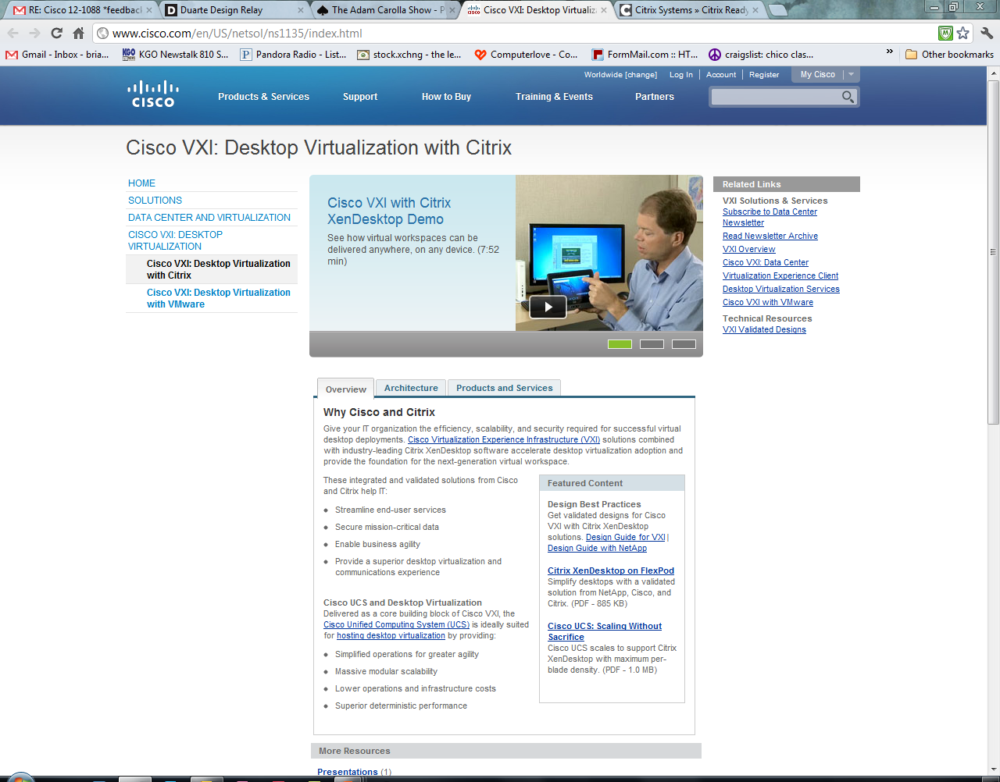 RE: Cisco 12-1088 *feedbac
Duarte Design Relay
The Adam Carolla Show - P
Cisco VXI: Desktop Virtualiz
Citrix Systems » Citrix Ready
www.cisco.com/en/US/netsol/ns1135/index.html
Gmail - Inbox - bria...
KGO Newstalk 810 S...
Pandora Radio - List...
stock.xchng - the le...
Computerlove - Co...
FormMail.com :: HT...
craigslist: chico clas...
»
Other bookmarks
Worldwide [change]
Log In
Account
Register
My Cisco
CISCO
Products & Services
Support
How to Buy
Training & Events
Partners
Cisco VXI: Desktop Virtualization with Citrix
HOME
SOLUTIONS
DATA CENTER AND VIRTUALIZATION
CISCO VXI: DESKTOP
VIRTUALIZATION
Cisco VXI: Desktop Virtualization
with Citrix
Cisco VXI: Desktop Virtualization
with VMware
Cisco VXI with Citrix
XenDesktop Demo
See how virtual workspaces can be
delivered anywhere, on any device. (7:52
min)
Related Links
VXI Solutions & Services
Subscribe to Data Center
Newsletter
Read Newsletter Archive
VXI Overview
Cisco VXI: Data Center
Virtualization Experience Client
Desktop Virtualization Services
Cisco VXI with VMware
Technical Resources
VXI Validated Designs
Overview
Architecture
Products and Services
Why Cisco and Citrix
Give your IT organization the efficiency, scalability, and security required for successful virtual
desktop deployments. Cisco Virtualization Experience Infrastructure (VXI) solutions combined
with industry-leading Citrix XenDesktop software accelerate desktop virtualization adoption and
provide the foundation for the next-generation virtual workspace.
These integrated and validated solutions from Cisco
and Citrix help IT:
• Streamline end-user services
• Secure mission-critical data
• Enable business agility
• Provide a superior desktop virtualization and
communications experience
Cisco UCS and Desktop Virtualization
Delivered as a core building block of Cisco VXI, the
Cisco Unified Computing System (UCS) is ideally suited
for hosting desktop virtualization by providing:
• Simplified operations for greater agility
• Massive modular scalability
• Lower operations and infrastructure costs
• Superior deterministic performance
Featured Content
Design Best Practices
Get validated designs for Cisco
VXI with Citrix XenDesktop
solutions. Design Guide for VXI |
Design Guide with NetApp
Citrix XenDesktop on FlexPod
Simplify desktops with a validated
solution from NetApp, Cisco, and
Citrix. (PDF - 885 KB)
Cisco UCS: Scaling Without
Sacrifice
Cisco UCS scales to support Citrix
XenDesktop with maximum per-
blade density. (PDF - 1.0 MB)
More Resources
Presentations (1)